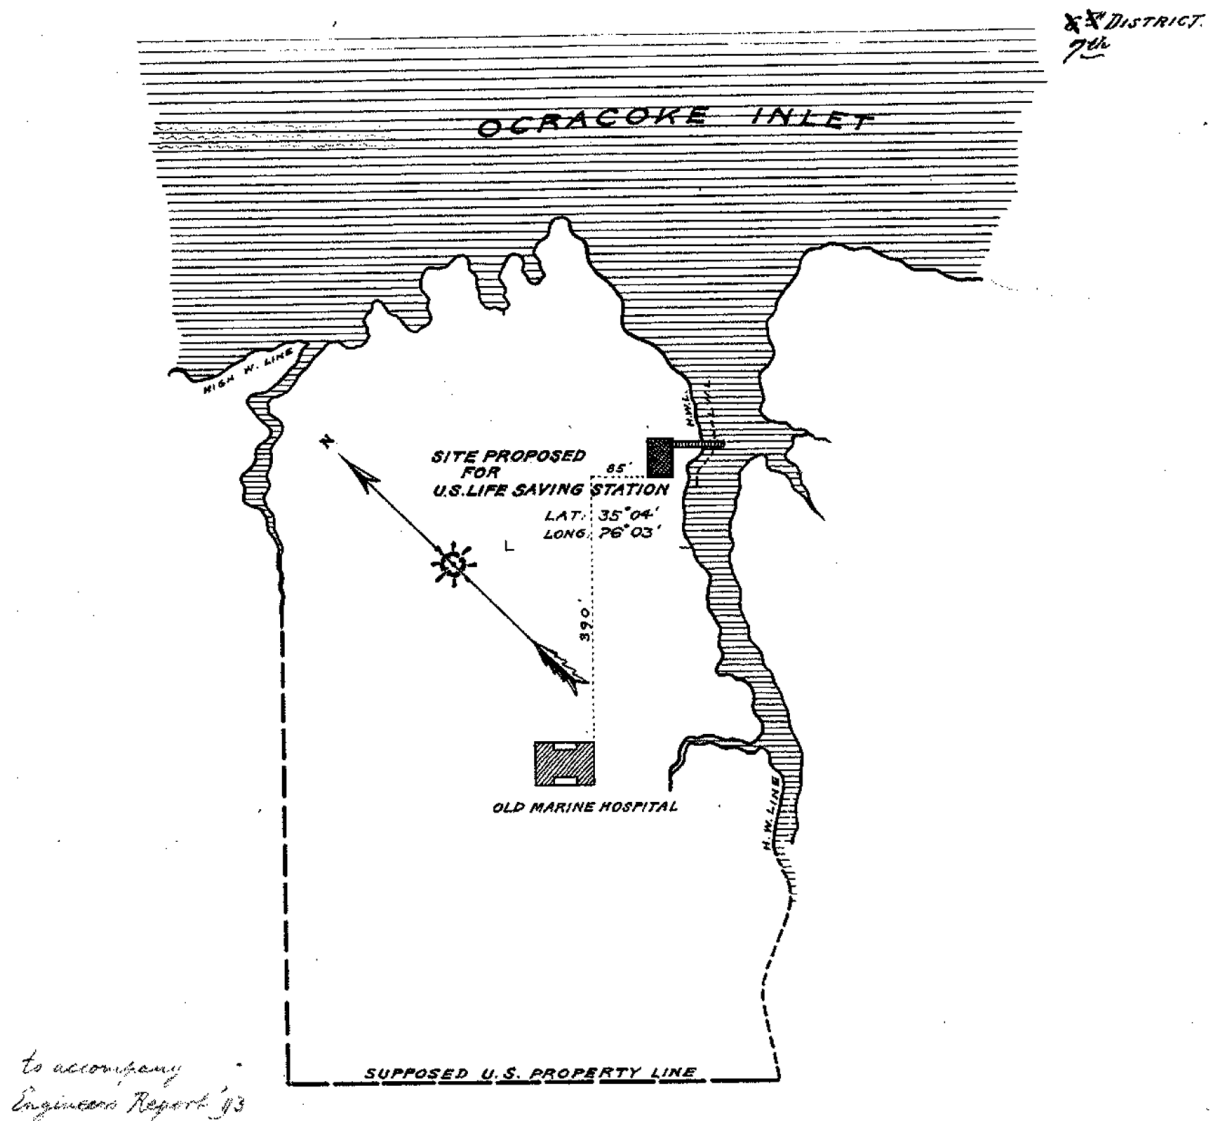 DISTRICT.
7th
OCRACOKE INLET
HIGH W. LINE
H.W.L.
L.W.L.
N
SITE PROPOSED
FOR
U.S. LIFE SAVING STATION
85'
LAT: 35°04'
LONG: 76°03'
L
390'
OLD MARINE HOSPITAL
H.W. LINE
SUPPOSED U.S. PROPERTY LINE
to accompany
Engineers Report